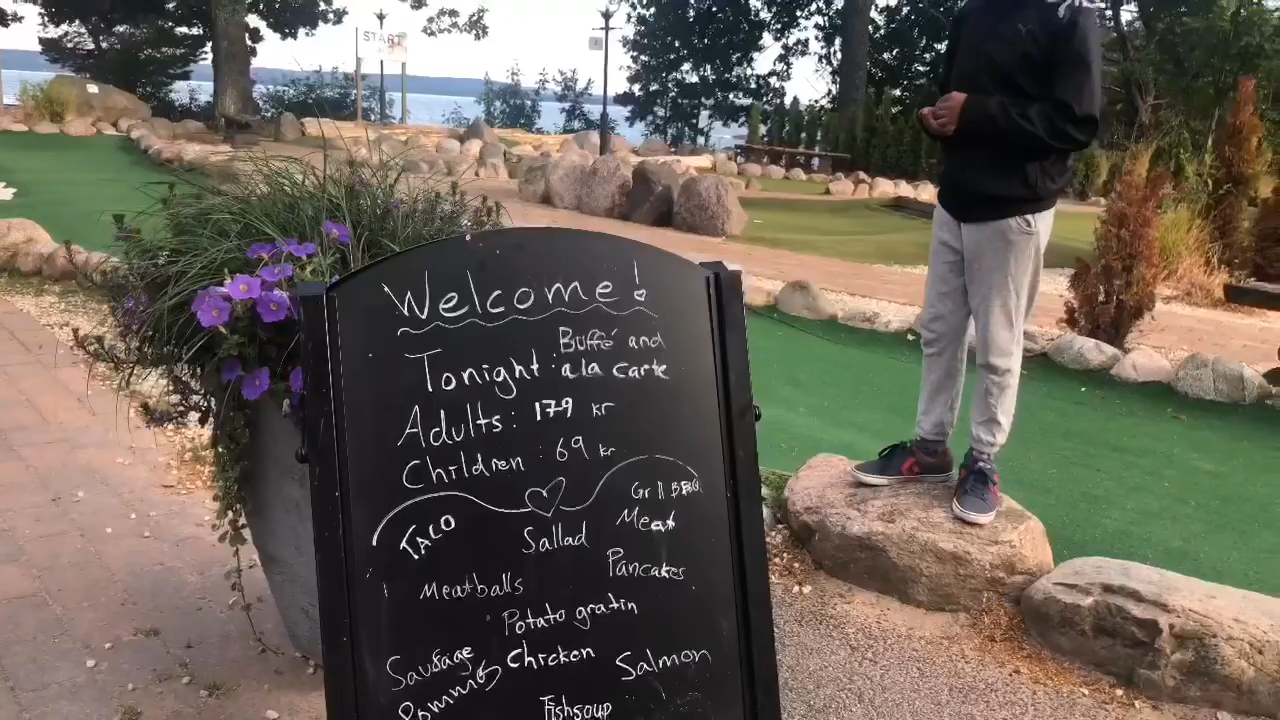 START
Welcome!
Tonight: Buffé and
a la carte
Adults: 179 kr
Children: 69 kr
Grill BBQ
TACO
Sallad
Meat
Meatballs
Pancakes
Potato gratin
Sausage
Chicken
Salmon
Pommes
Fishsoup